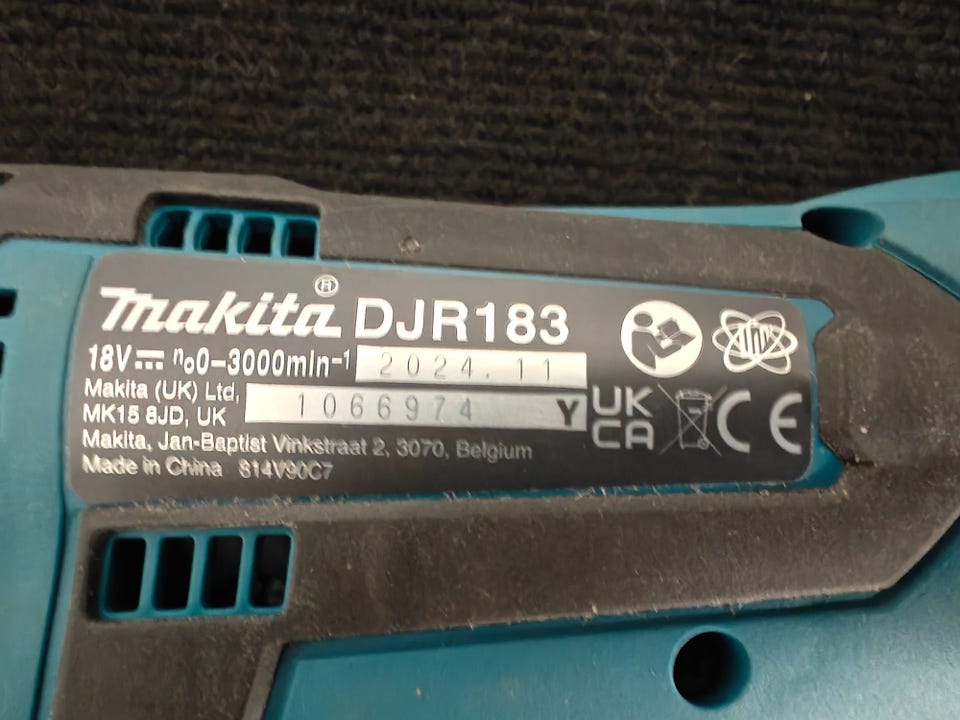 makita® DJR183
18V⎓ n₀0-3000min⁻¹ 2024.11
Makita (UK) Ltd,
MK15 8JD, UK 1066974 Y
Makita, Jan-Baptist Vinkstraat 2, 3070, Belgium
Made in China 814V90C7
UK
CA CE